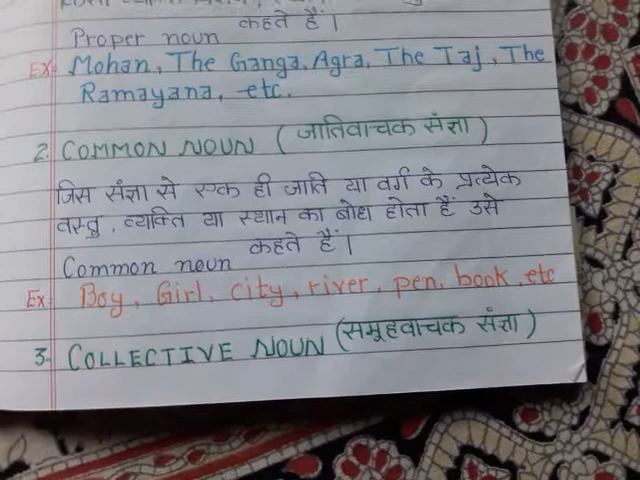 कहते हैं।
Proper noun
Ex: Mohan, The Ganga, Agra, The Taj, The
Ramayana, etc.
2. COMMON NOUN (जातिवाचक संज्ञा)
जिस संज्ञा से एक ही जाति या वर्ग के प्रत्येक
वस्तु, व्यक्ति या स्थान का बोध होता हैं उसे
कहते हैं।
Common noun
Ex: Boy, Girl, city, river, pen, book, etc
3. COLLECTIVE NOUN (समूहवाचक संज्ञा)